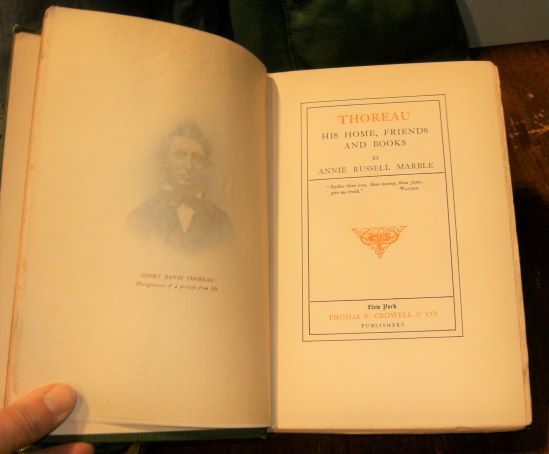 HENRY DAVID THOREAU
Photogravure of a portrait from life
THOREAU
HIS HOME, FRIENDS
AND BOOKS
BY
ANNIE RUSSELL MARBLE
"Rather than love, than money, than fame,
give me truth." WALDEN
New York
THOMAS Y. CROWELL & CO.
PUBLISHERS